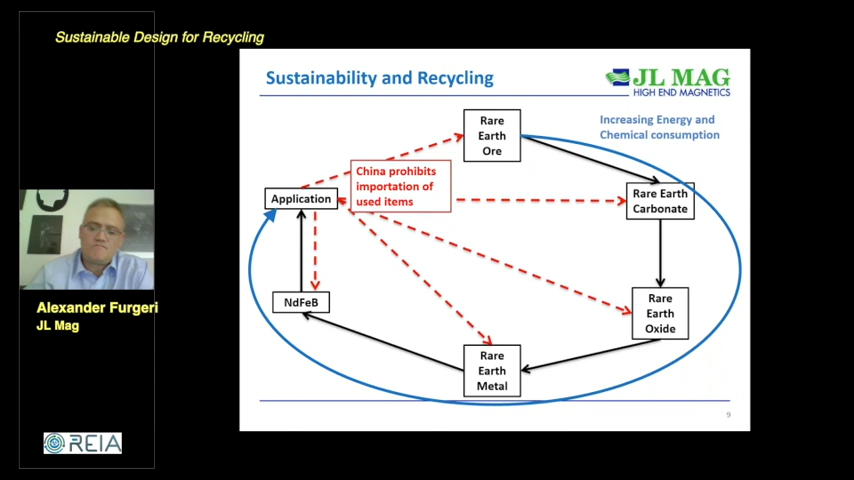 Sustainable Design for Recycling
Sustainability and Recycling
JL MAG
HIGH END MAGNETICS
Rare
Earth
Ore
Increasing Energy and
Chemical consumption
China prohibits
importation of
used items
Application
Rare Earth
Carbonate
NdFeB
Rare
Earth
Oxide
Rare
Earth
Metal
9
Alexander Furgeri
JL Mag
REIA